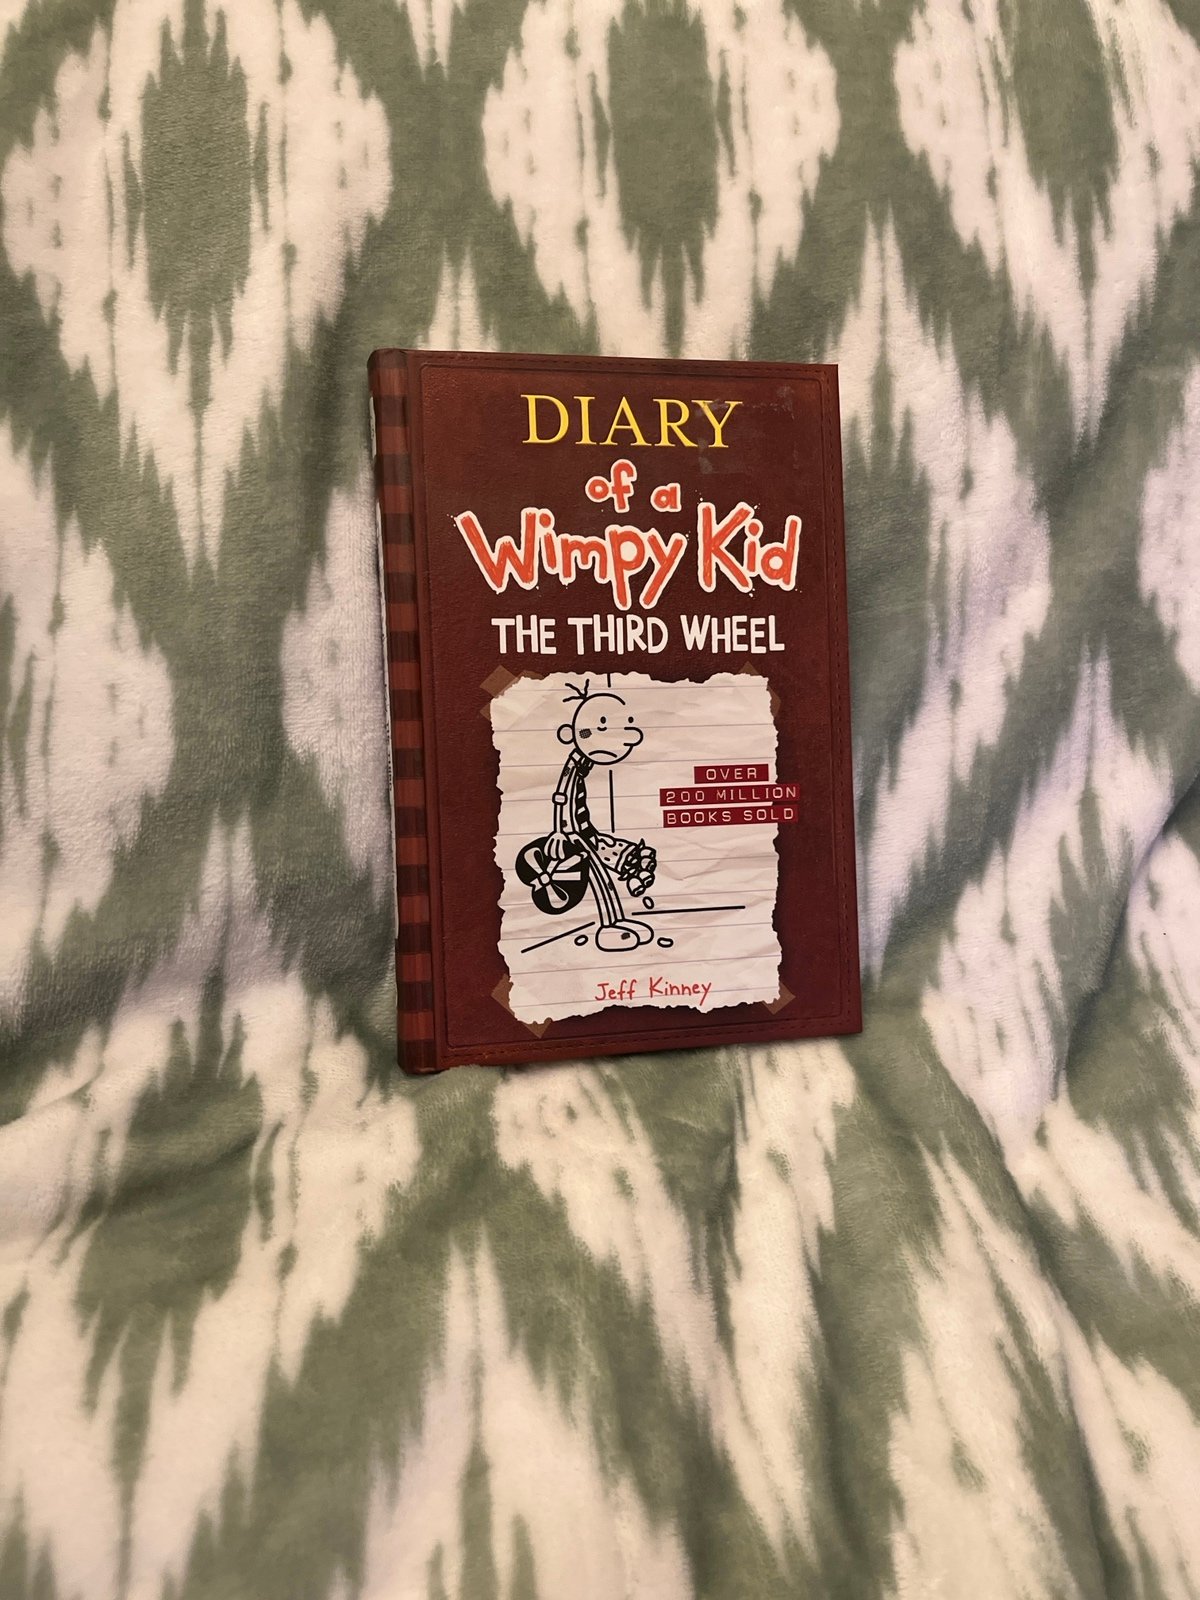 DIARY
of a
Wimpy Kid
THE THIRD WHEEL
OVER
200 MILLION
BOOKS SOLD
Jeff Kinney